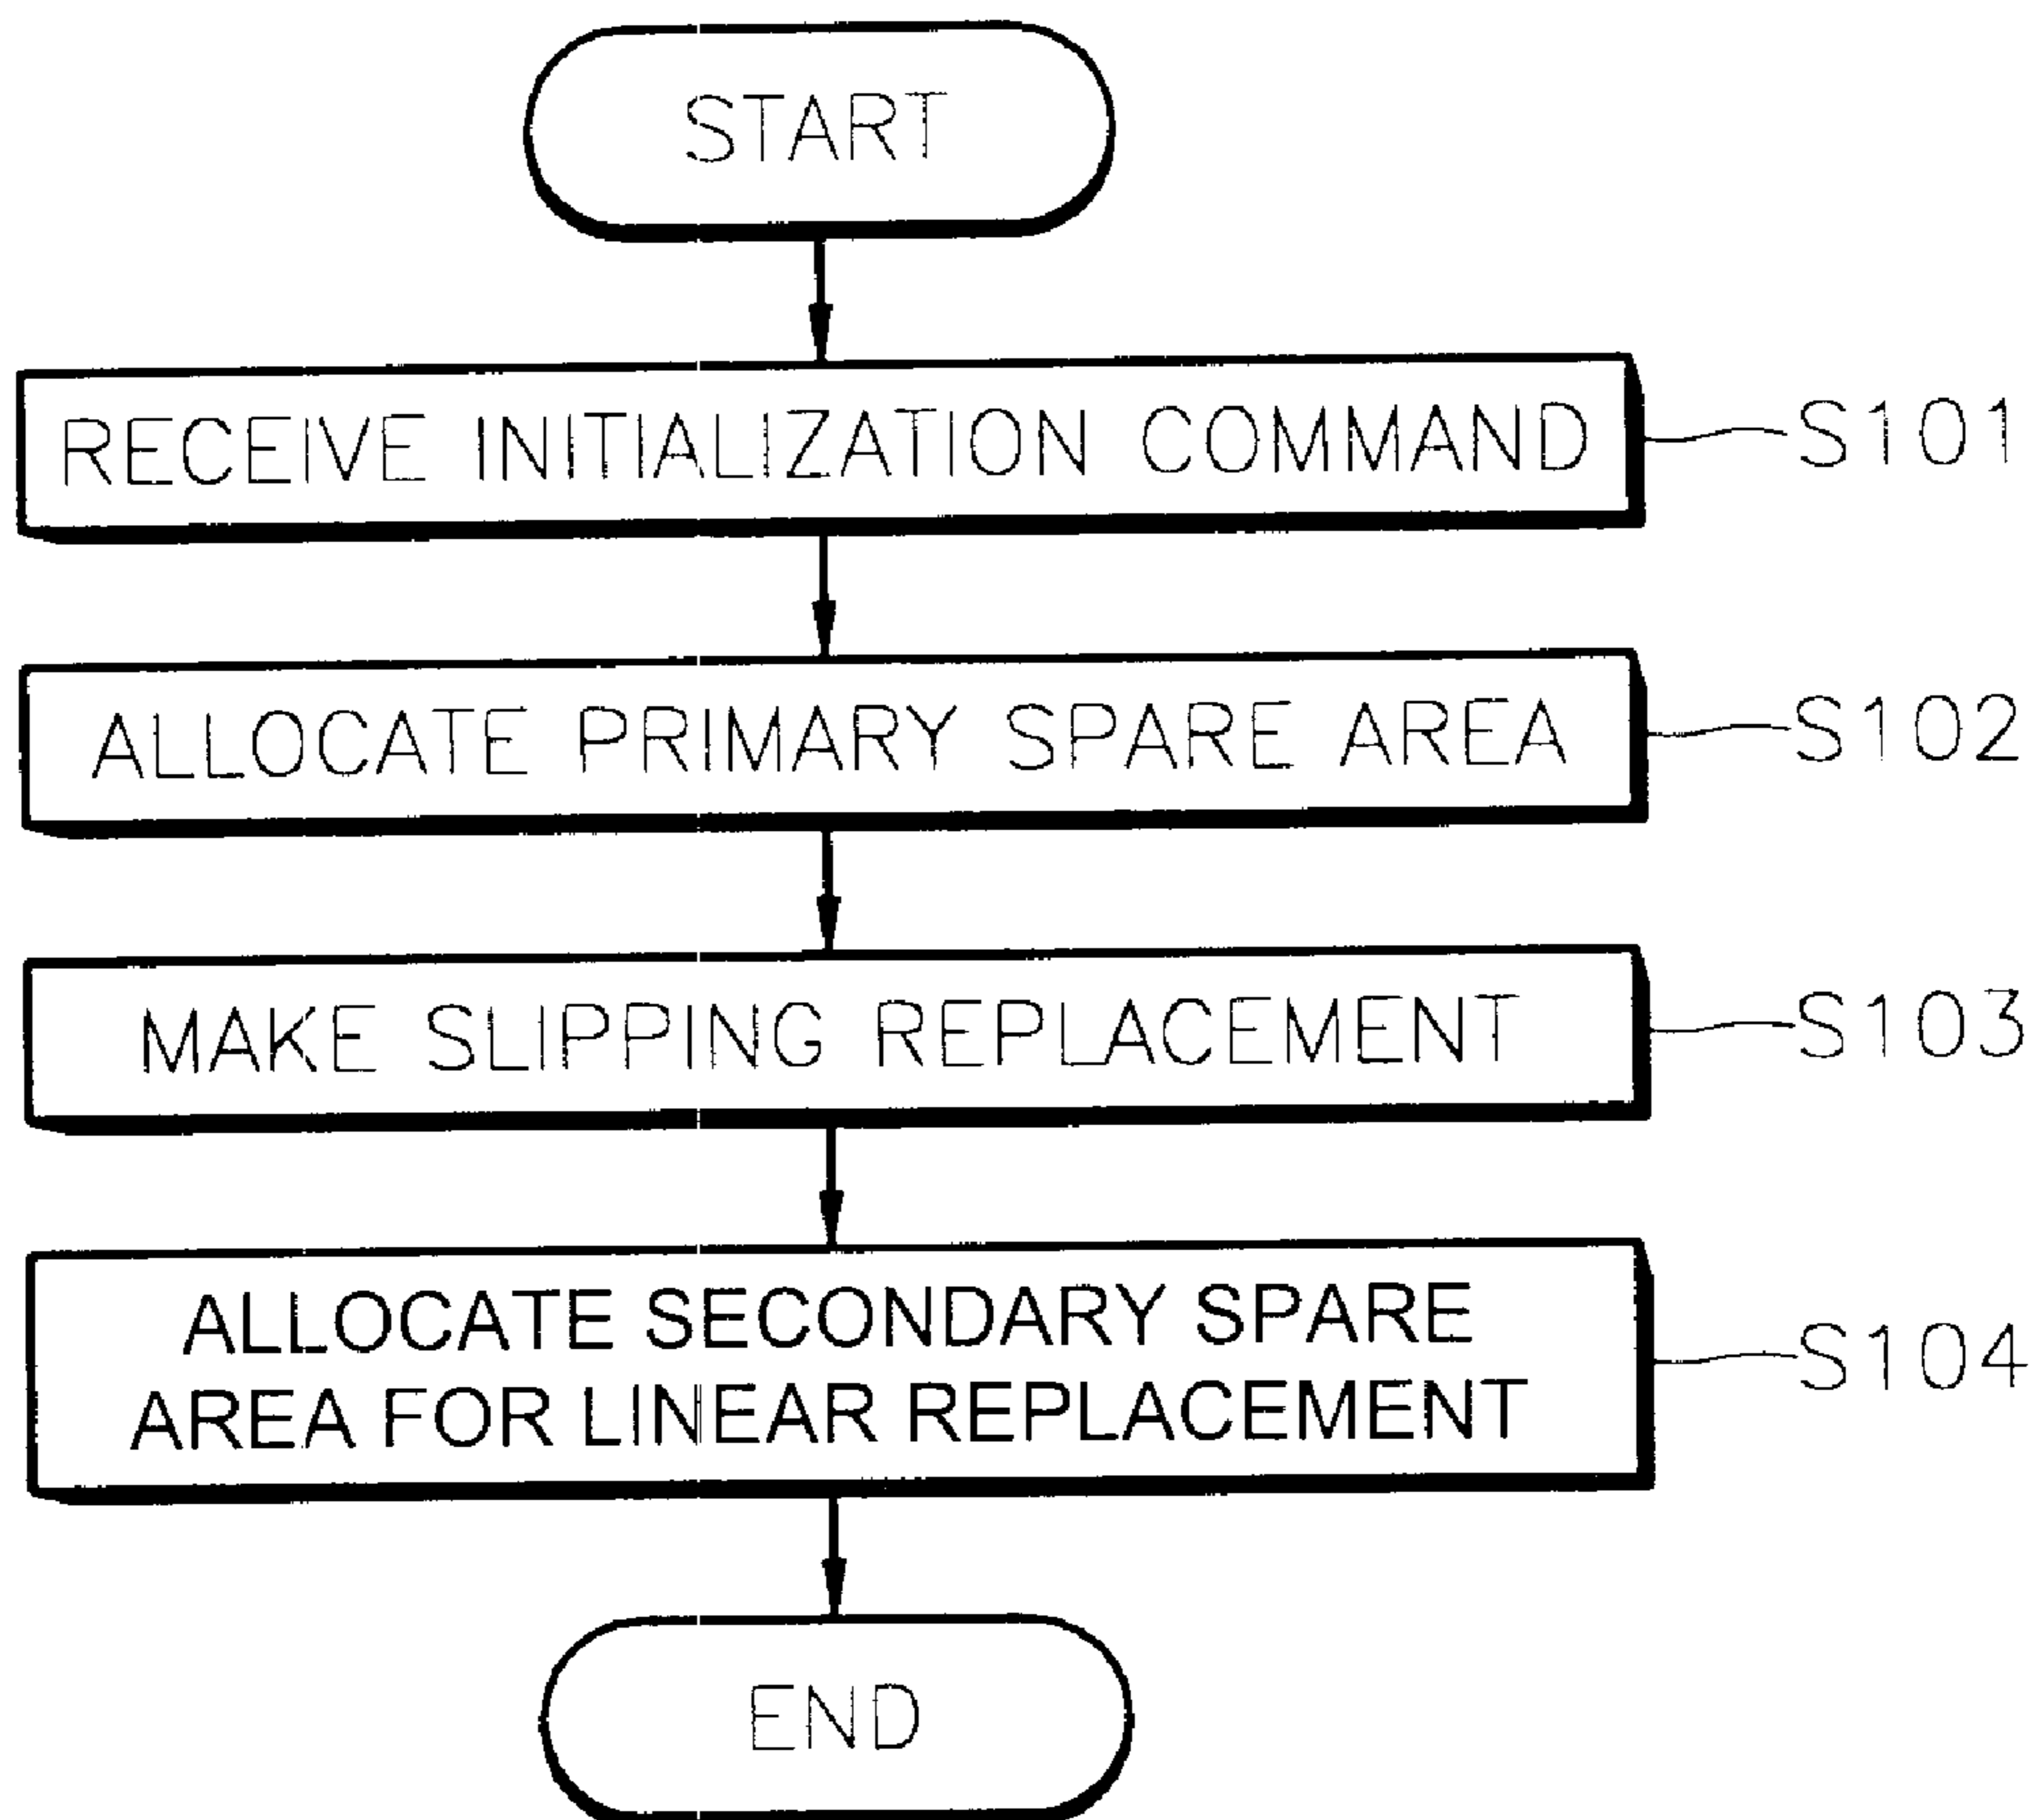 START
RECEIVE INITIALIZATION COMMAND
S101
ALLOCATE PRIMARY SPARE AREA
S102
MAKE SLIPPING REPLACEMENT
S103
ALLOCATE SECONDARY SPARE
AREA FOR LINEAR REPLACEMENT
S104
END